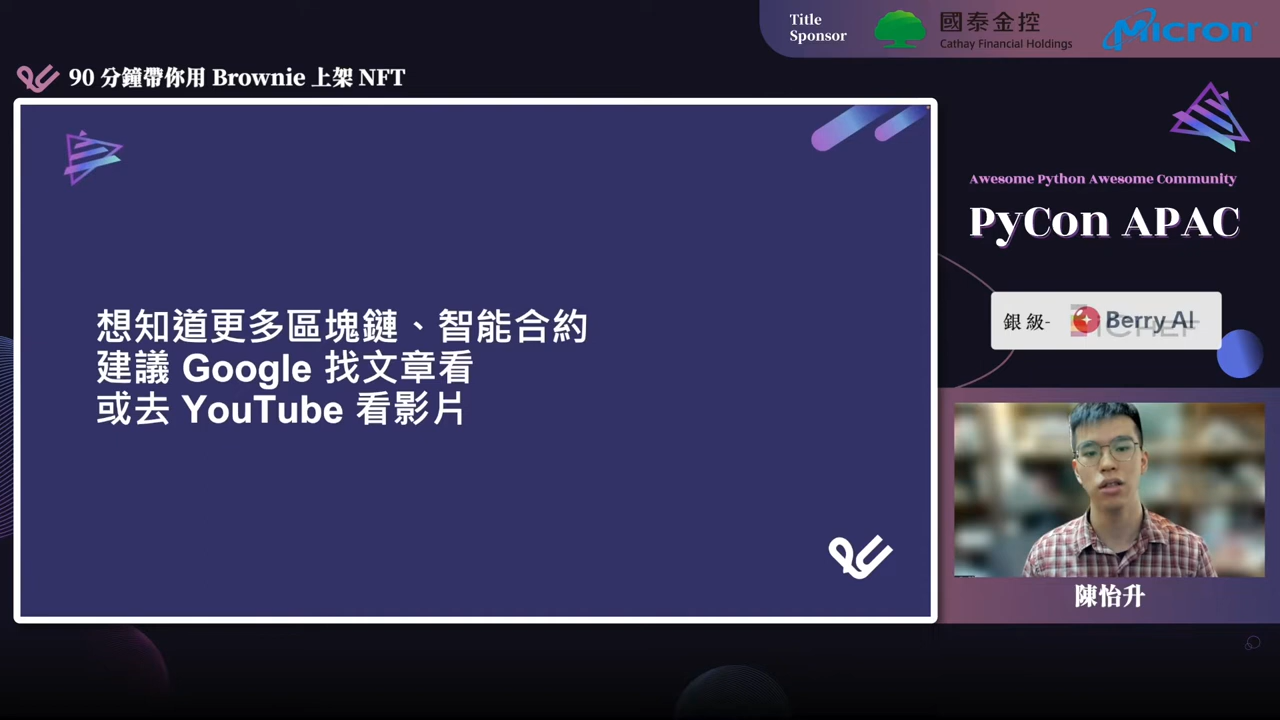 Title
Sponsor
國泰金控
Cathay Financial Holdings
Micron
90 分鐘帶你用 Brownie 上架 NFT
想知道更多區塊鏈、智能合約
建議 Google 找文章看
或去 YouTube 看影片
Awesome Python Awesome Community
PyCon APAC
銀級-
Berry AI
陳怡升